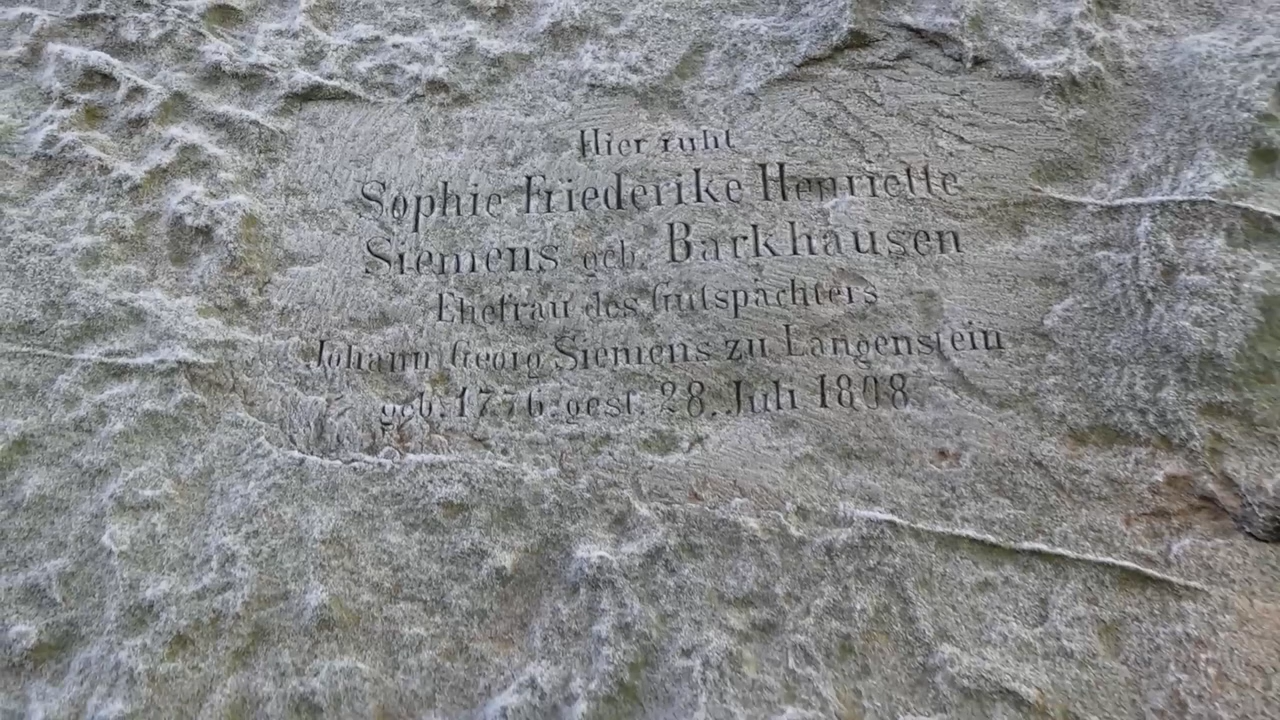 Hier ruht
Sophie Friederike Henriette
Siemens geb. Barkhausen
Ehefrau des Gutspächters
Johann Georg Siemens zu Langenstein
geb. 1776. gest. 28. Juli 1808.